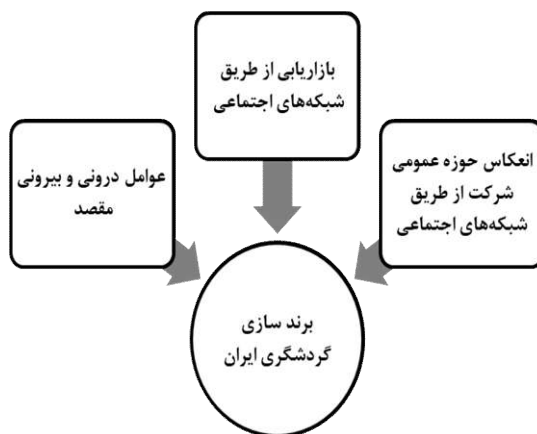 بازاریابی از طریق
شبکه‌های اجتماعی
انعکاس حوزه عمومی
شرکت از طریق
شبکه‌های اجتماعی
عوامل درونی و بیرونی
مقصد
برند سازی
گردشگری ایران